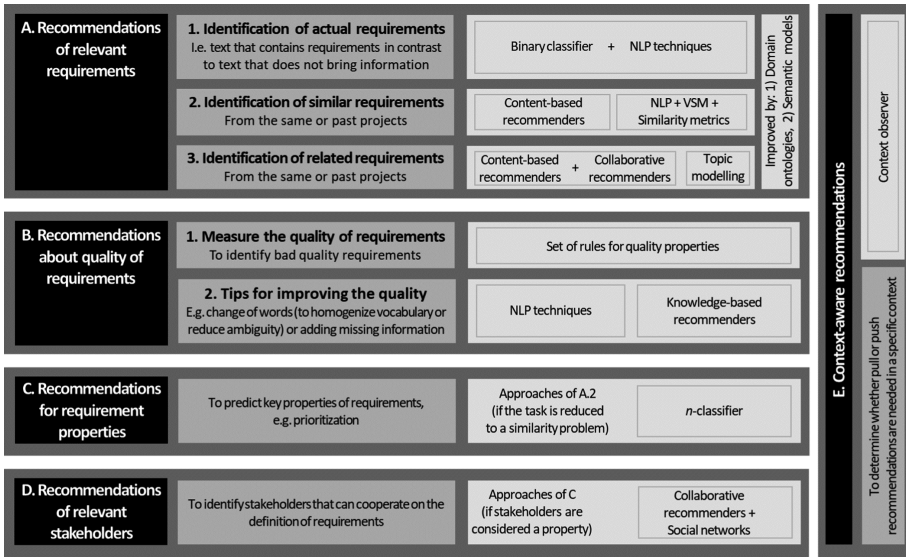 A. Recommendations
of relevant
requirements
1. Identification of actual requirements
I.e. text that contains requirements in contrast
to text that does not bring information
Binary classifier + NLP techniques
2. Identification of similar requirements
From the same or past projects
Content-based
recommenders
NLP + VSM +
Similarity metrics
3. Identification of related requirements
From the same or past projects
Content-based
recommenders
+
Collaborative
recommenders
Topic
modelling
Improved by: 1) Domain
ontologies, 2) Semantic models
B. Recommendations
about quality of
requirements
1. Measure the quality of requirements
To identify bad quality requirements
Set of rules for quality properties
2. Tips for improving the quality
E.g. change of words (to homogenize vocabulary or
reduce ambiguity) or adding missing information
NLP techniques
Knowledge-based
recommenders
C. Recommendations
for requirement
properties
To predict key properties of requirements,
e.g. prioritization
Approaches of A.2
(if the task is reduced
to a similarity problem)
n-classifier
D. Recommendations
of relevant
stakeholders
To identify stakeholders that can cooperate on the
definition of requirements
Approaches of C
(if stakeholders are
considered a property)
Collaborative
recommenders +
Social networks
E. Context-aware recommendations
Context observer
To determine whether pull or push
recommendations are needed in a specific context